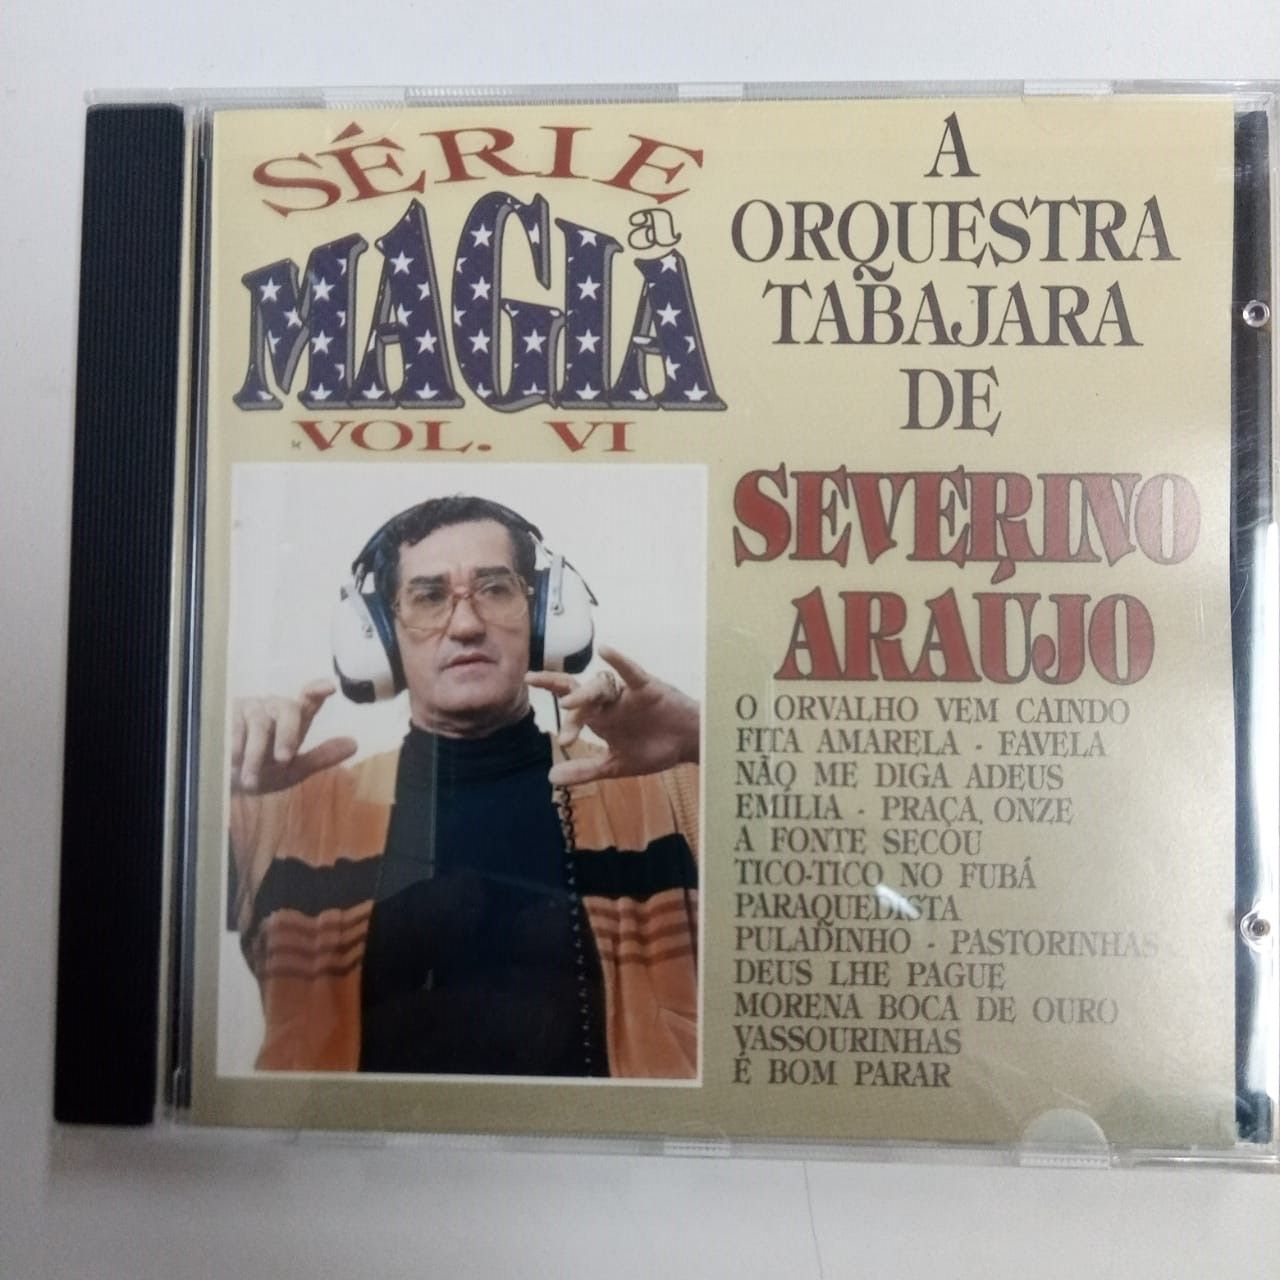 SÉRIE
a
MAGIA
VOL. VI
A
ORQUESTRA
TABAJARA
DE
SEVERINO
ARAÚJO
O ORVALHO VEM CAINDO
FITA AMARELA - FAVELA
NÃO ME DIGA ADEUS
EMÍLIA - PRAÇA ONZE
A FONTE SECOU
TICO-TICO NO FUBÁ
PARAQUEDISTA
PULADINHO - PASTORINHAS
DEUS LHE PAGUE
MORENA BOCA DE OURO
VASSOURINHAS
É BOM PARAR